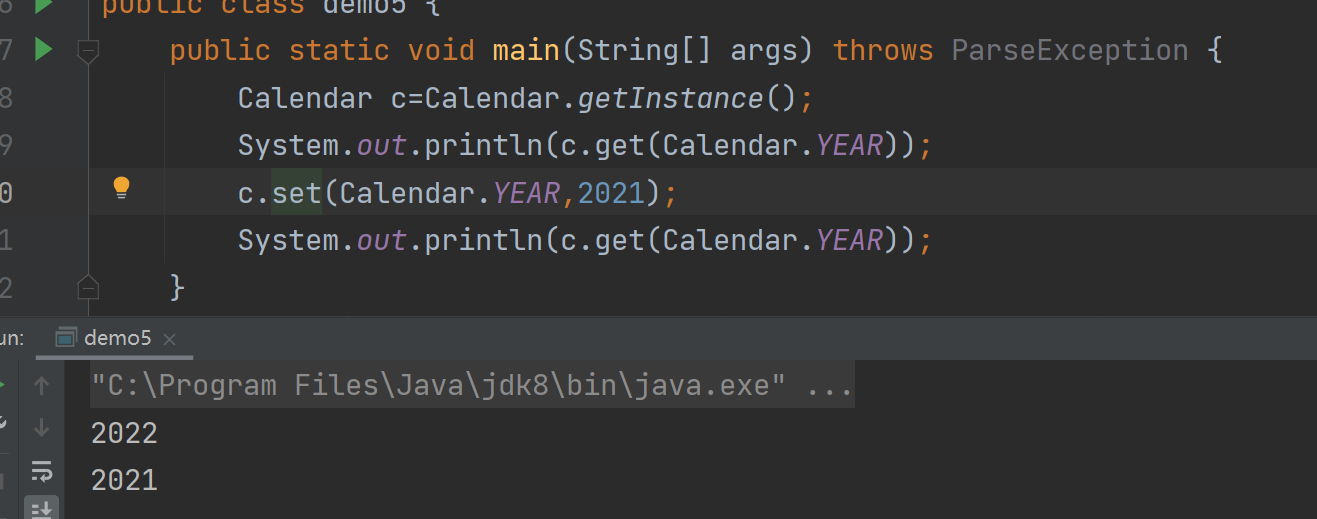 6 public class demo5 {
7 public static void main(String[] args) throws ParseException {
8 Calendar c=Calendar.getInstance();
9 System.out.println(c.get(Calendar.YEAR));
0 c.set(Calendar.YEAR,2021);
1 System.out.println(c.get(Calendar.YEAR));
2 }
un: demo5
"C:\Program Files\Java\jdk8\bin\java.exe" ...
2022
2021